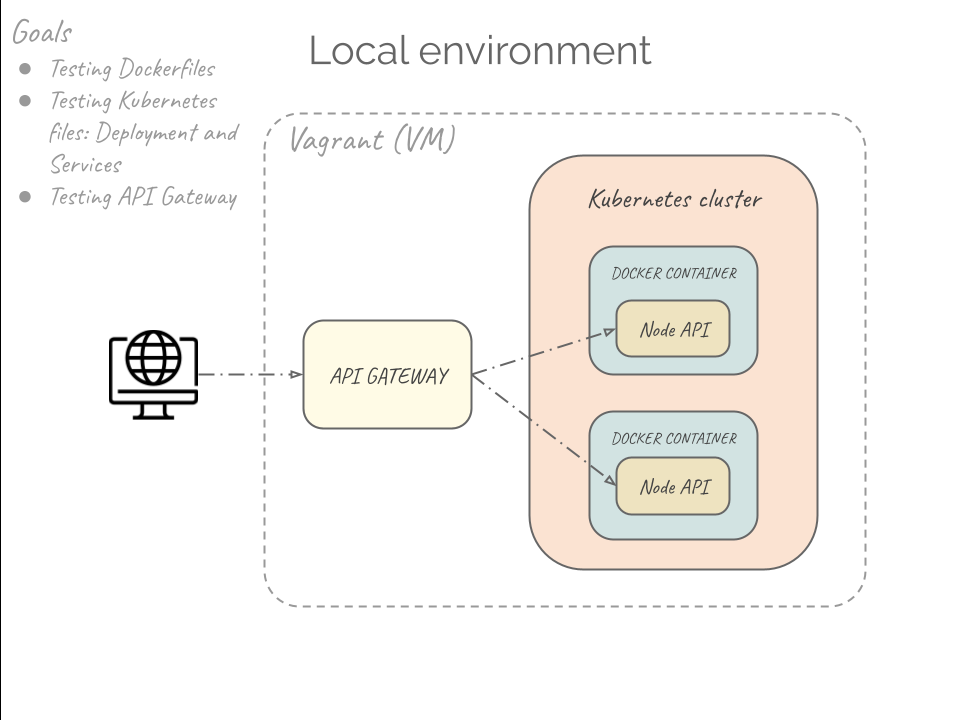 Goals
Testing Dockerfiles
Testing Kubernetes
files: Deployment and
Services
Testing API Gateway
Local environment
Vagrant (VM)
Kubernetes cluster
DOCKER CONTAINER
Node API
API GATEWAY
DOCKER CONTAINER
Node API